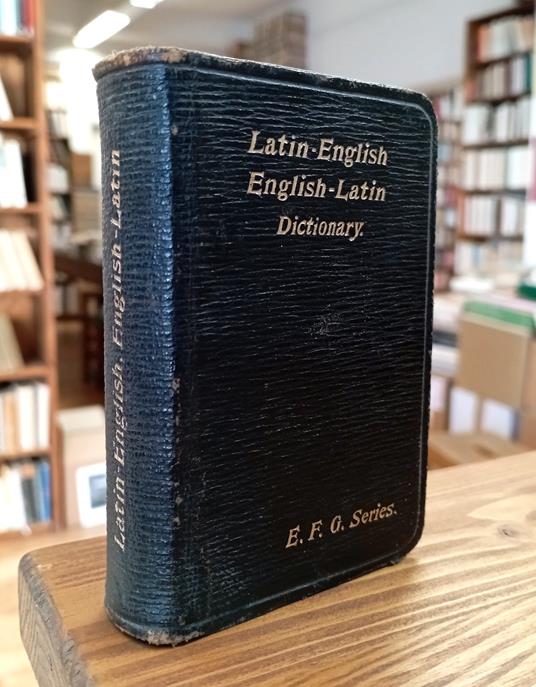 Latin-English
English-Latin
Dictionary.
E. F. G. Series.
Latin-English. English-Latin